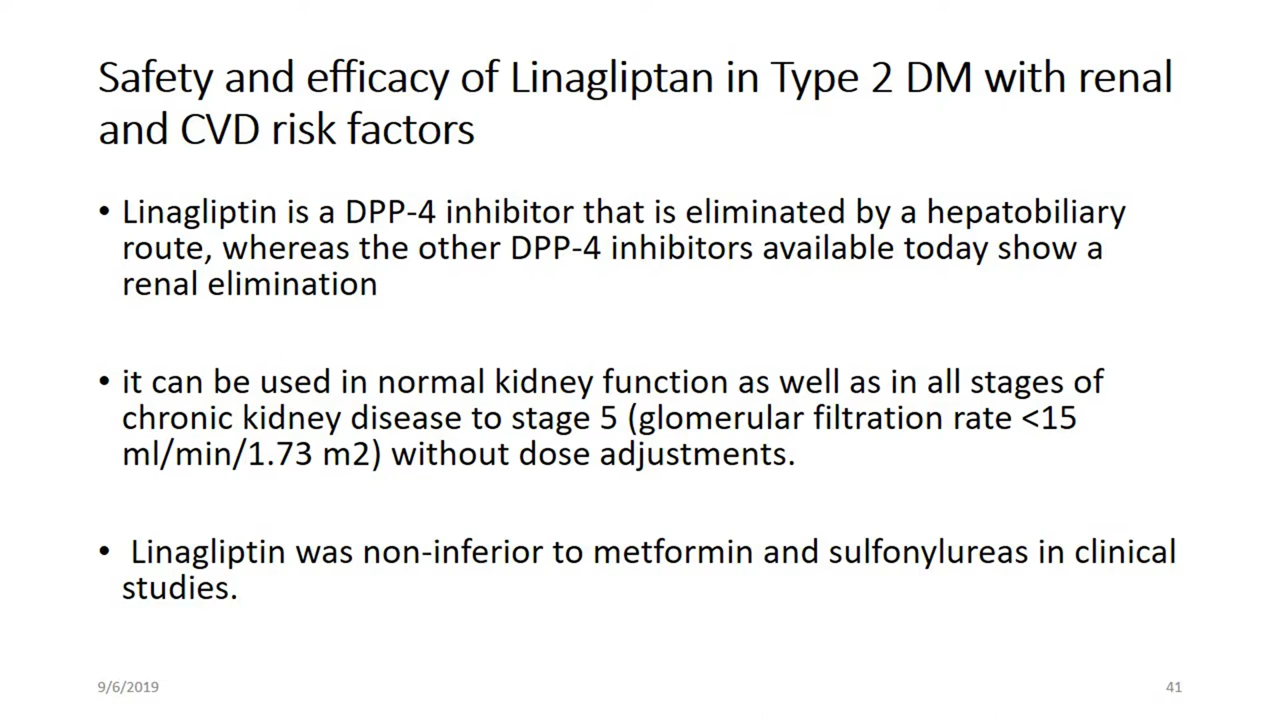 Safety and efficacy of Linagliptan in Type 2 DM with renal
and CVD risk factors
• Linagliptin is a DPP-4 inhibitor that is eliminated by a hepatobiliary
route, whereas the other DPP-4 inhibitors available today show a
renal elimination
• it can be used in normal kidney function as well as in all stages of
chronic kidney disease to stage 5 (glomerular filtration rate <15
ml/min/1.73 m2) without dose adjustments.
• Linagliptin was non-inferior to metformin and sulfonylureas in clinical
studies.
9/6/2019
41